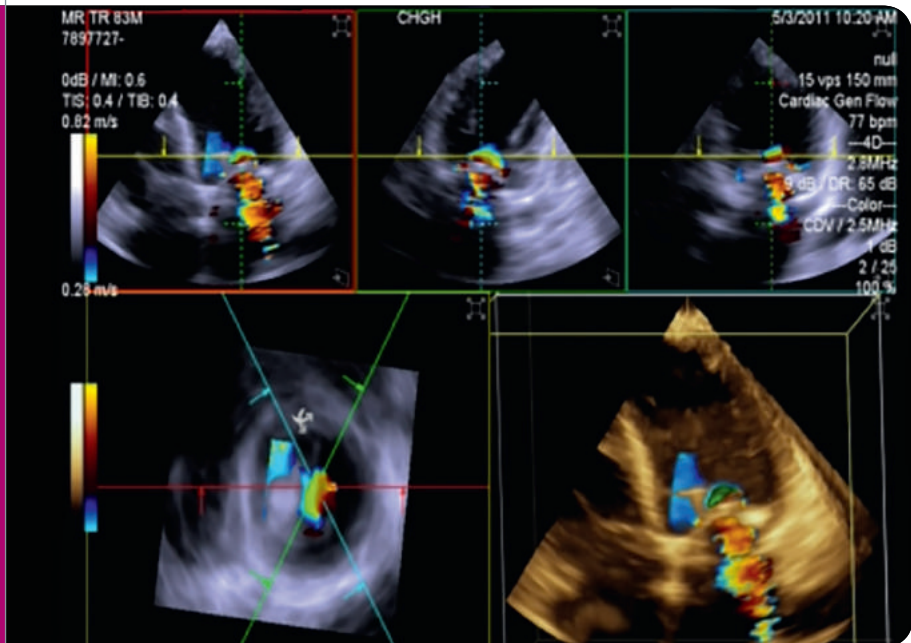 MR TR 83M
7897727-
CHGH
5/3/2011 10:20 AM
0dB / MI: 0.6
TIS: 0.4 / TIB: 0.4
0.82 m/s
0.28 m/s
null
15 vps 150 mm
Cardiac Gen Flow
77 bpm
---4D---
2.8MHz
9 dB / DR: 65 dB
---Color---
CDV / 2.5MHz
1 dB
2 / 25
100 %